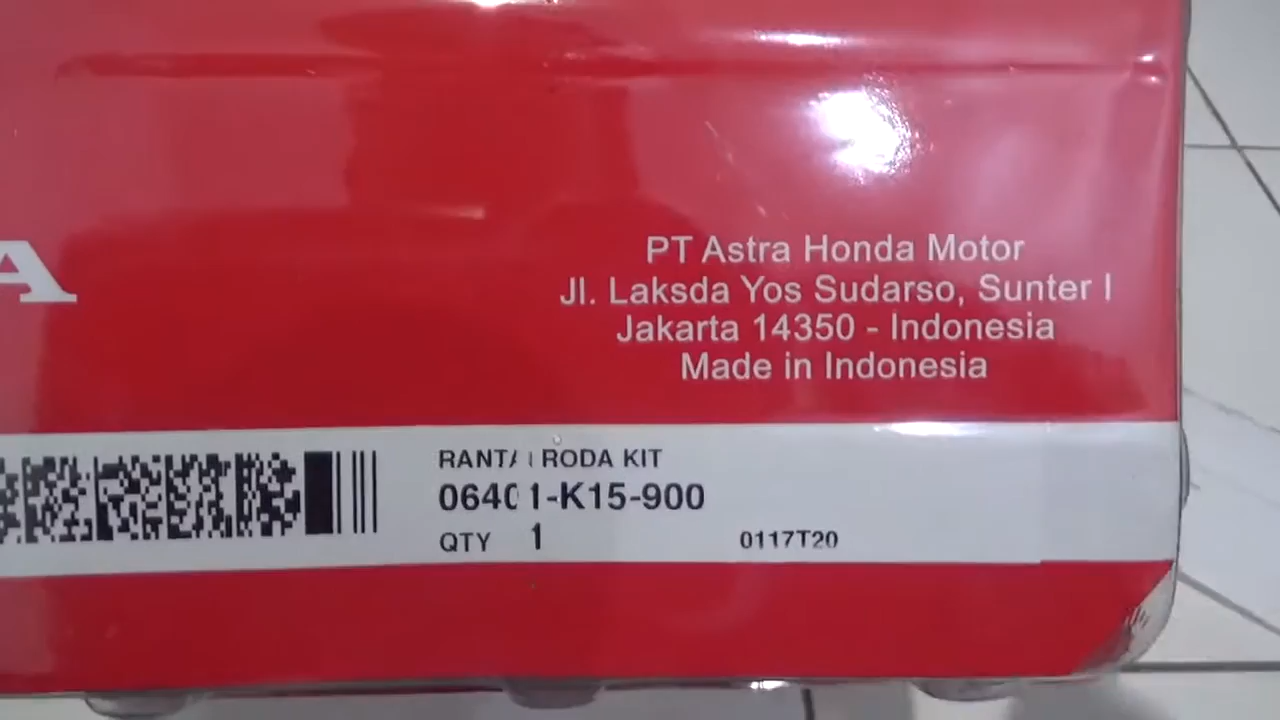 A
PT Astra Honda Motor
Jl. Laksda Yos Sudarso, Sunter I
Jakarta 14350 - Indonesia
Made in Indonesia
RANTAI RODA KIT
06401-K15-900
QTY 1 0117T20